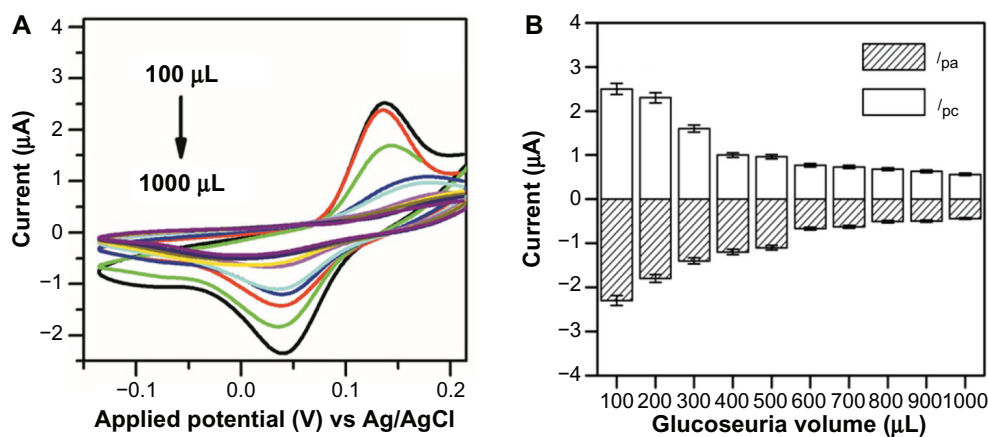 A
Current (μA)
4
3
2
1
0
−1
−2
100 μL
1000 μL
−0.1
0.0
0.1
0.2
Applied potential (V) vs Ag/AgCl
B
Current (μA)
4
3
2
1
0
−1
−2
−3
−4
Ipa
Ipc
100 200 300 400 500 600 700 800 9000 1000
Glucoseuria volume (μL)